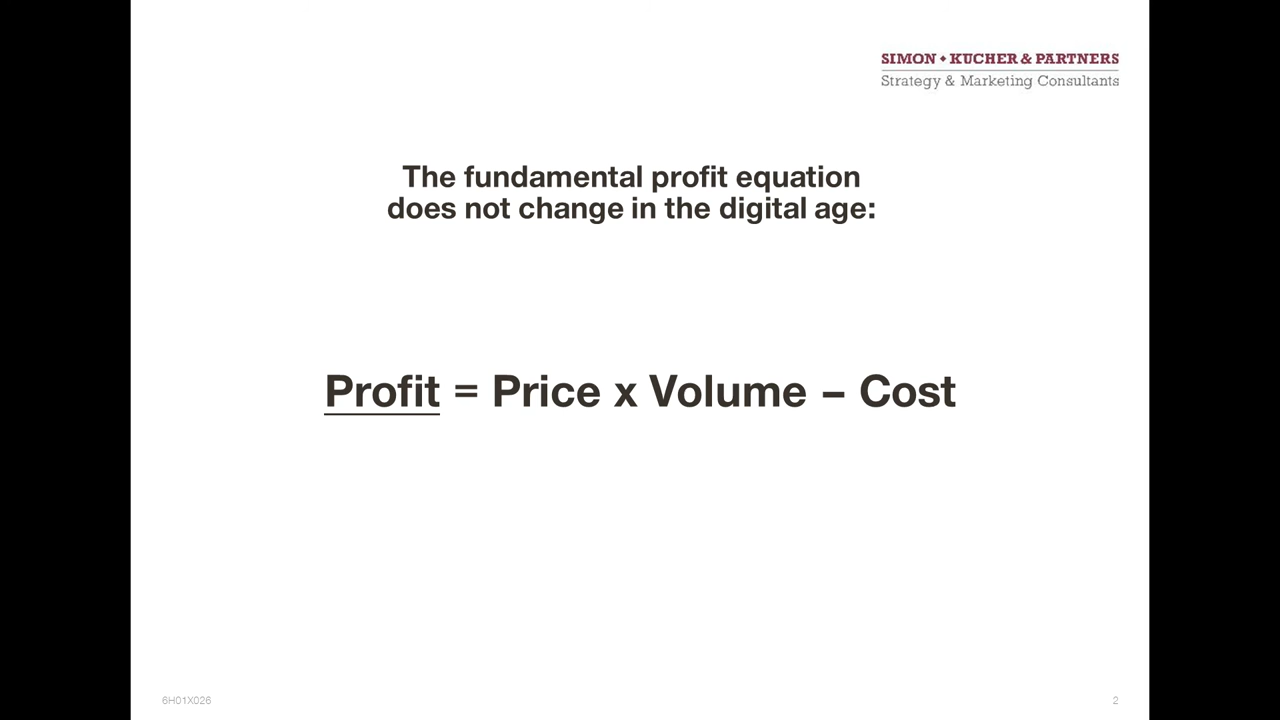 SIMON • KUCHER & PARTNERS
Strategy & Marketing Consultants
The fundamental profit equation
does not change in the digital age:
Profit = Price x Volume – Cost
6H01X026
2